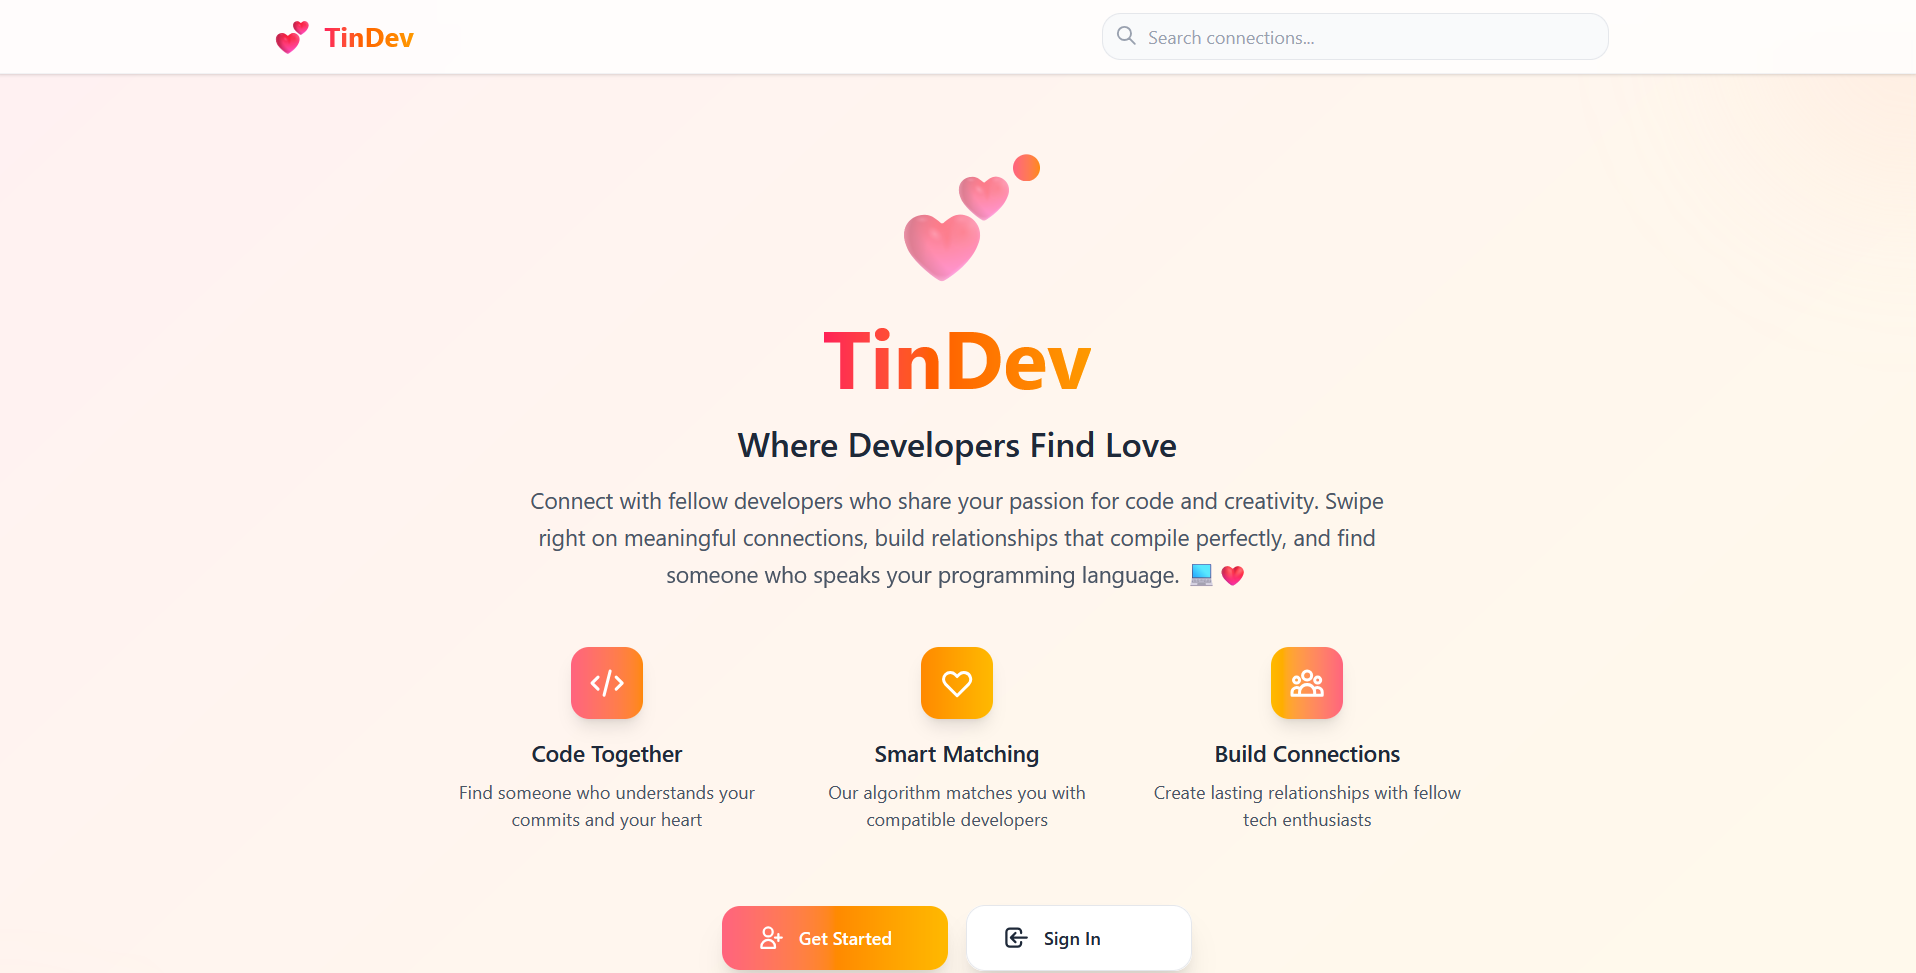 TinDev
Search connections...
TinDev
Where Developers Find Love
Connect with fellow developers who share your passion for code and creativity. Swipe
right on meaningful connections, build relationships that compile perfectly, and find
someone who speaks your programming language. 💻 ❤️
Code Together
Find someone who understands your
commits and your heart
Smart Matching
Our algorithm matches you with
compatible developers
Build Connections
Create lasting relationships with fellow
tech enthusiasts
Get Started
Sign In